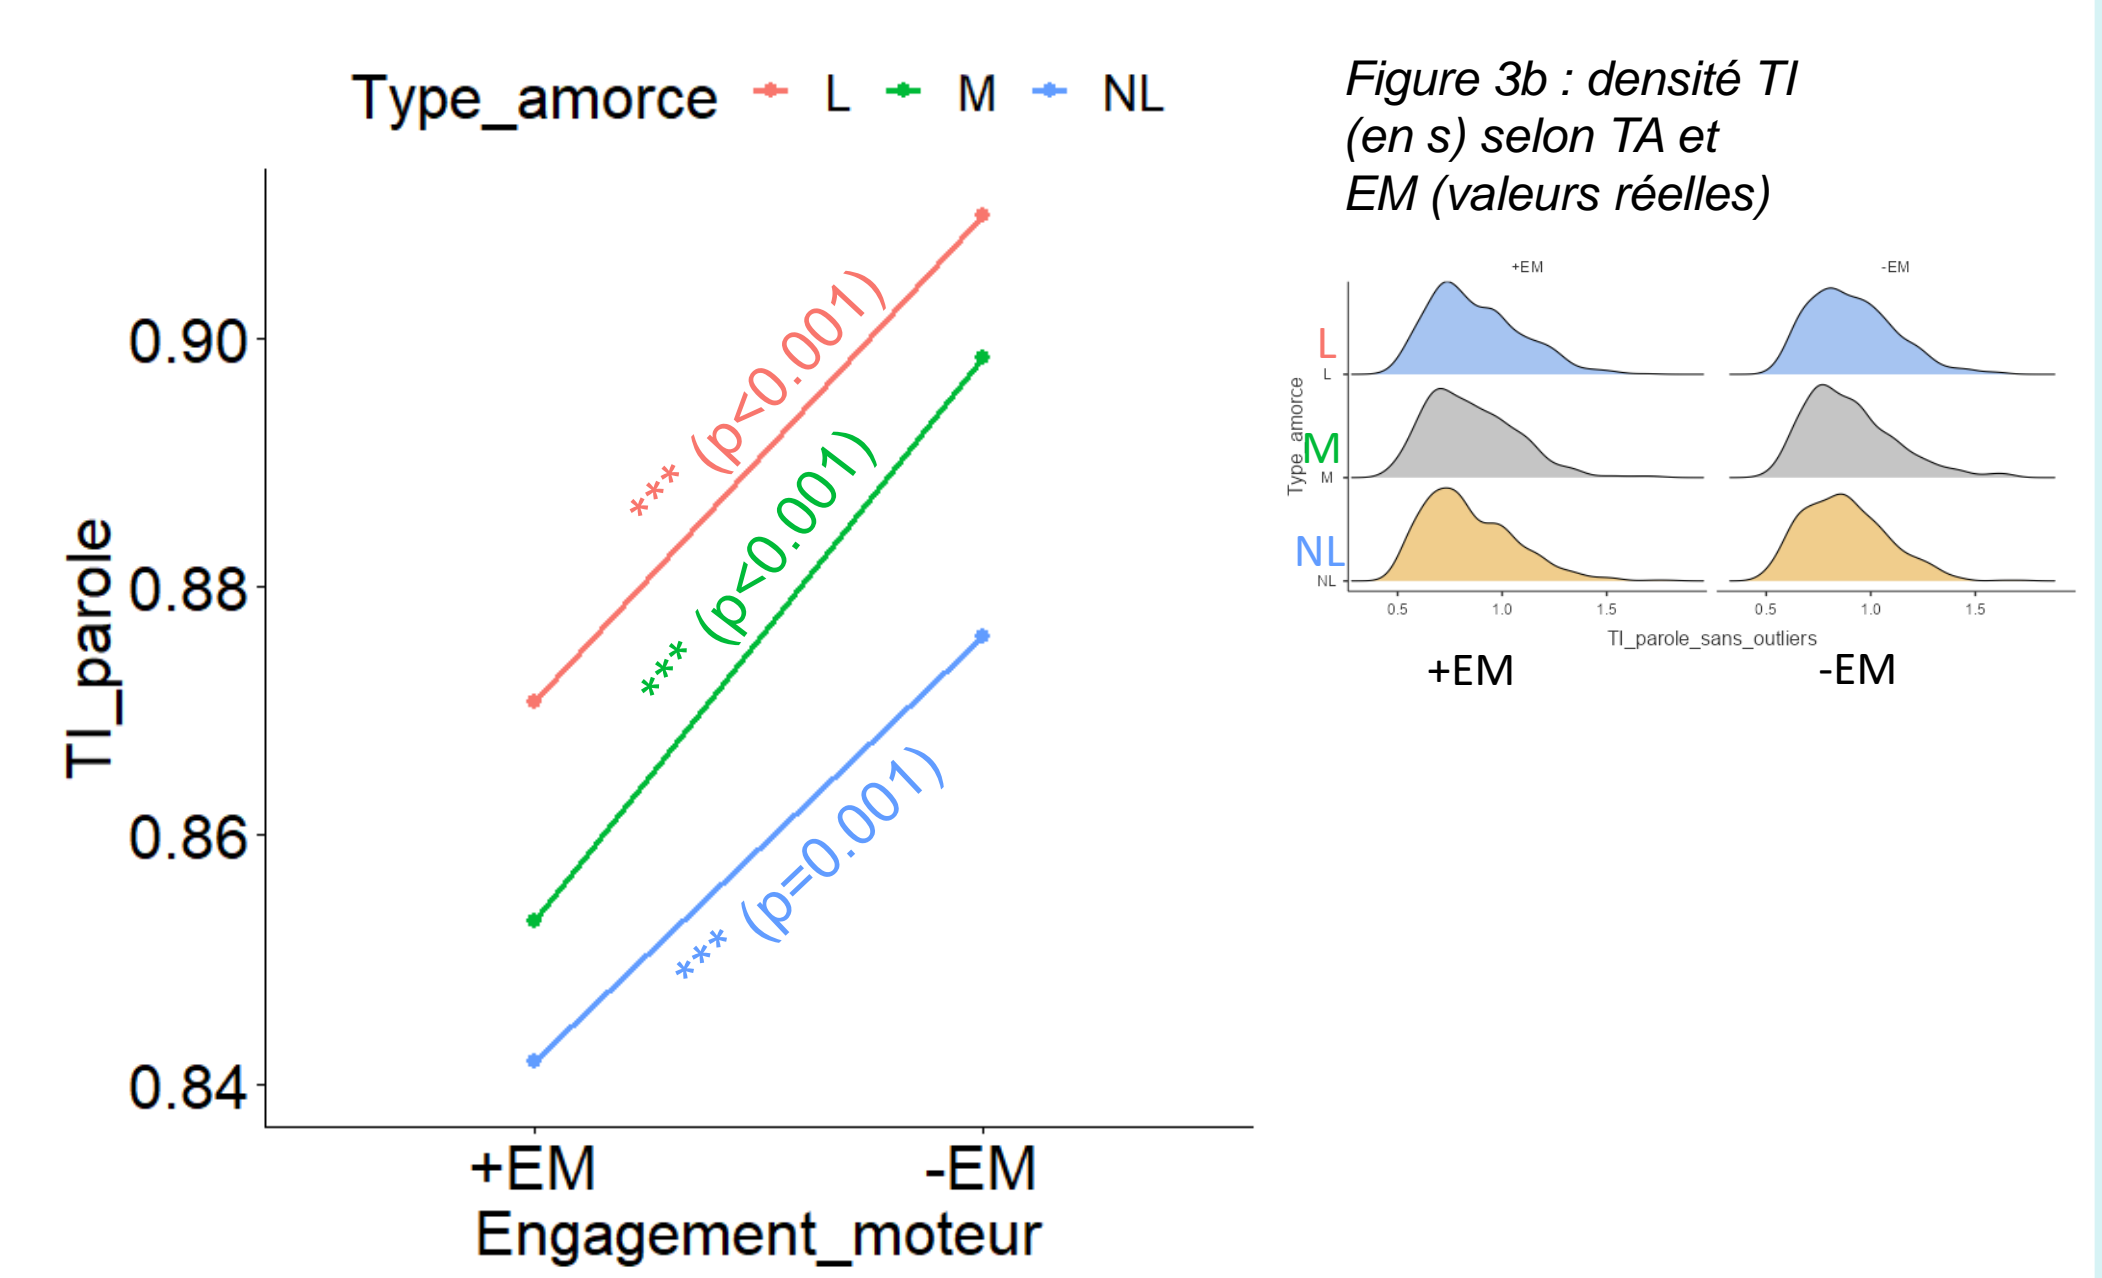 Type_amorce L M NL
0.90
0.88
0.86
0.84
TI_parole
*** (p<0.001)
*** (p<0.001)
*** (p=0.001)
+EM -EM
Engagement_moteur
Figure 3b : densité TI
(en s) selon TA et
EM (valeurs réelles)
+EM -EM
Type_amorce
L
L
M
M
NL
NL
0.5 1.0 1.5 0.5 1.0 1.5
TI_parole_sans_outliers
+EM -EM